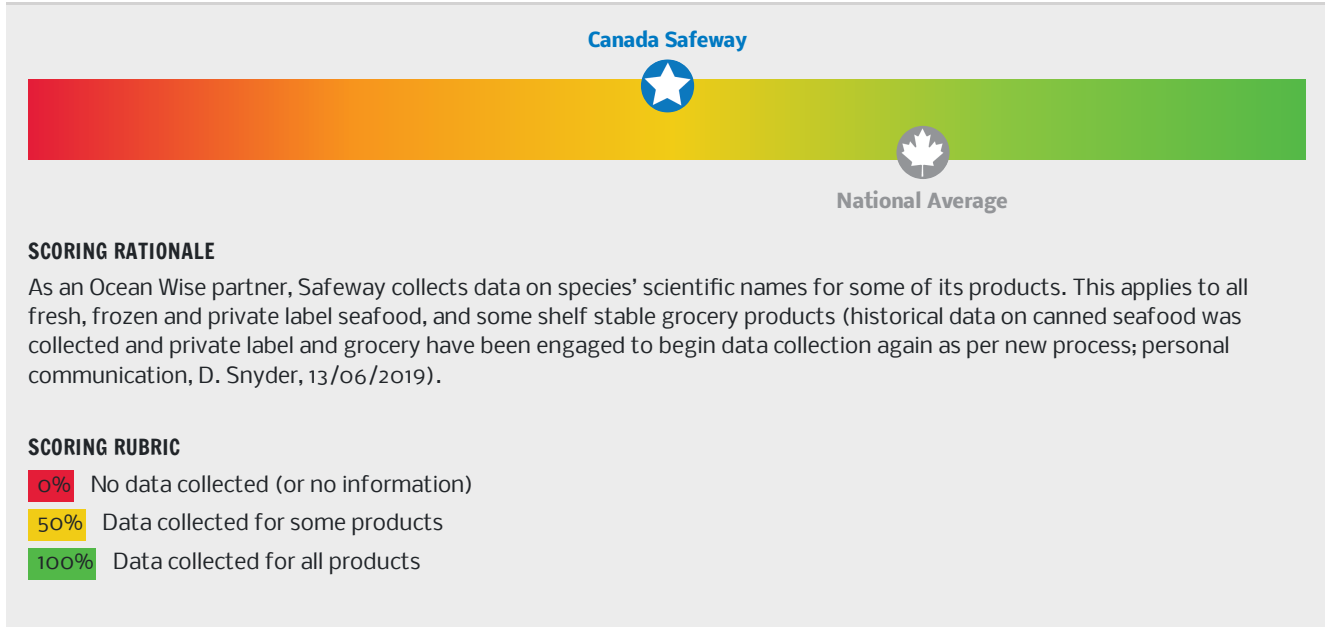 Canada Safeway
National Average
SCORING RATIONALE
As an Ocean Wise partner, Safeway collects data on species’ scientific names for some of its products. This applies to all
fresh, frozen and private label seafood, and some shelf stable grocery products (historical data on canned seafood was
collected and private label and grocery have been engaged to begin data collection again as per new process; personal
communication, D. Snyder, 13/06/2019).
SCORING RUBRIC
0% No data collected (or no information)
50% Data collected for some products
100% Data collected for all products